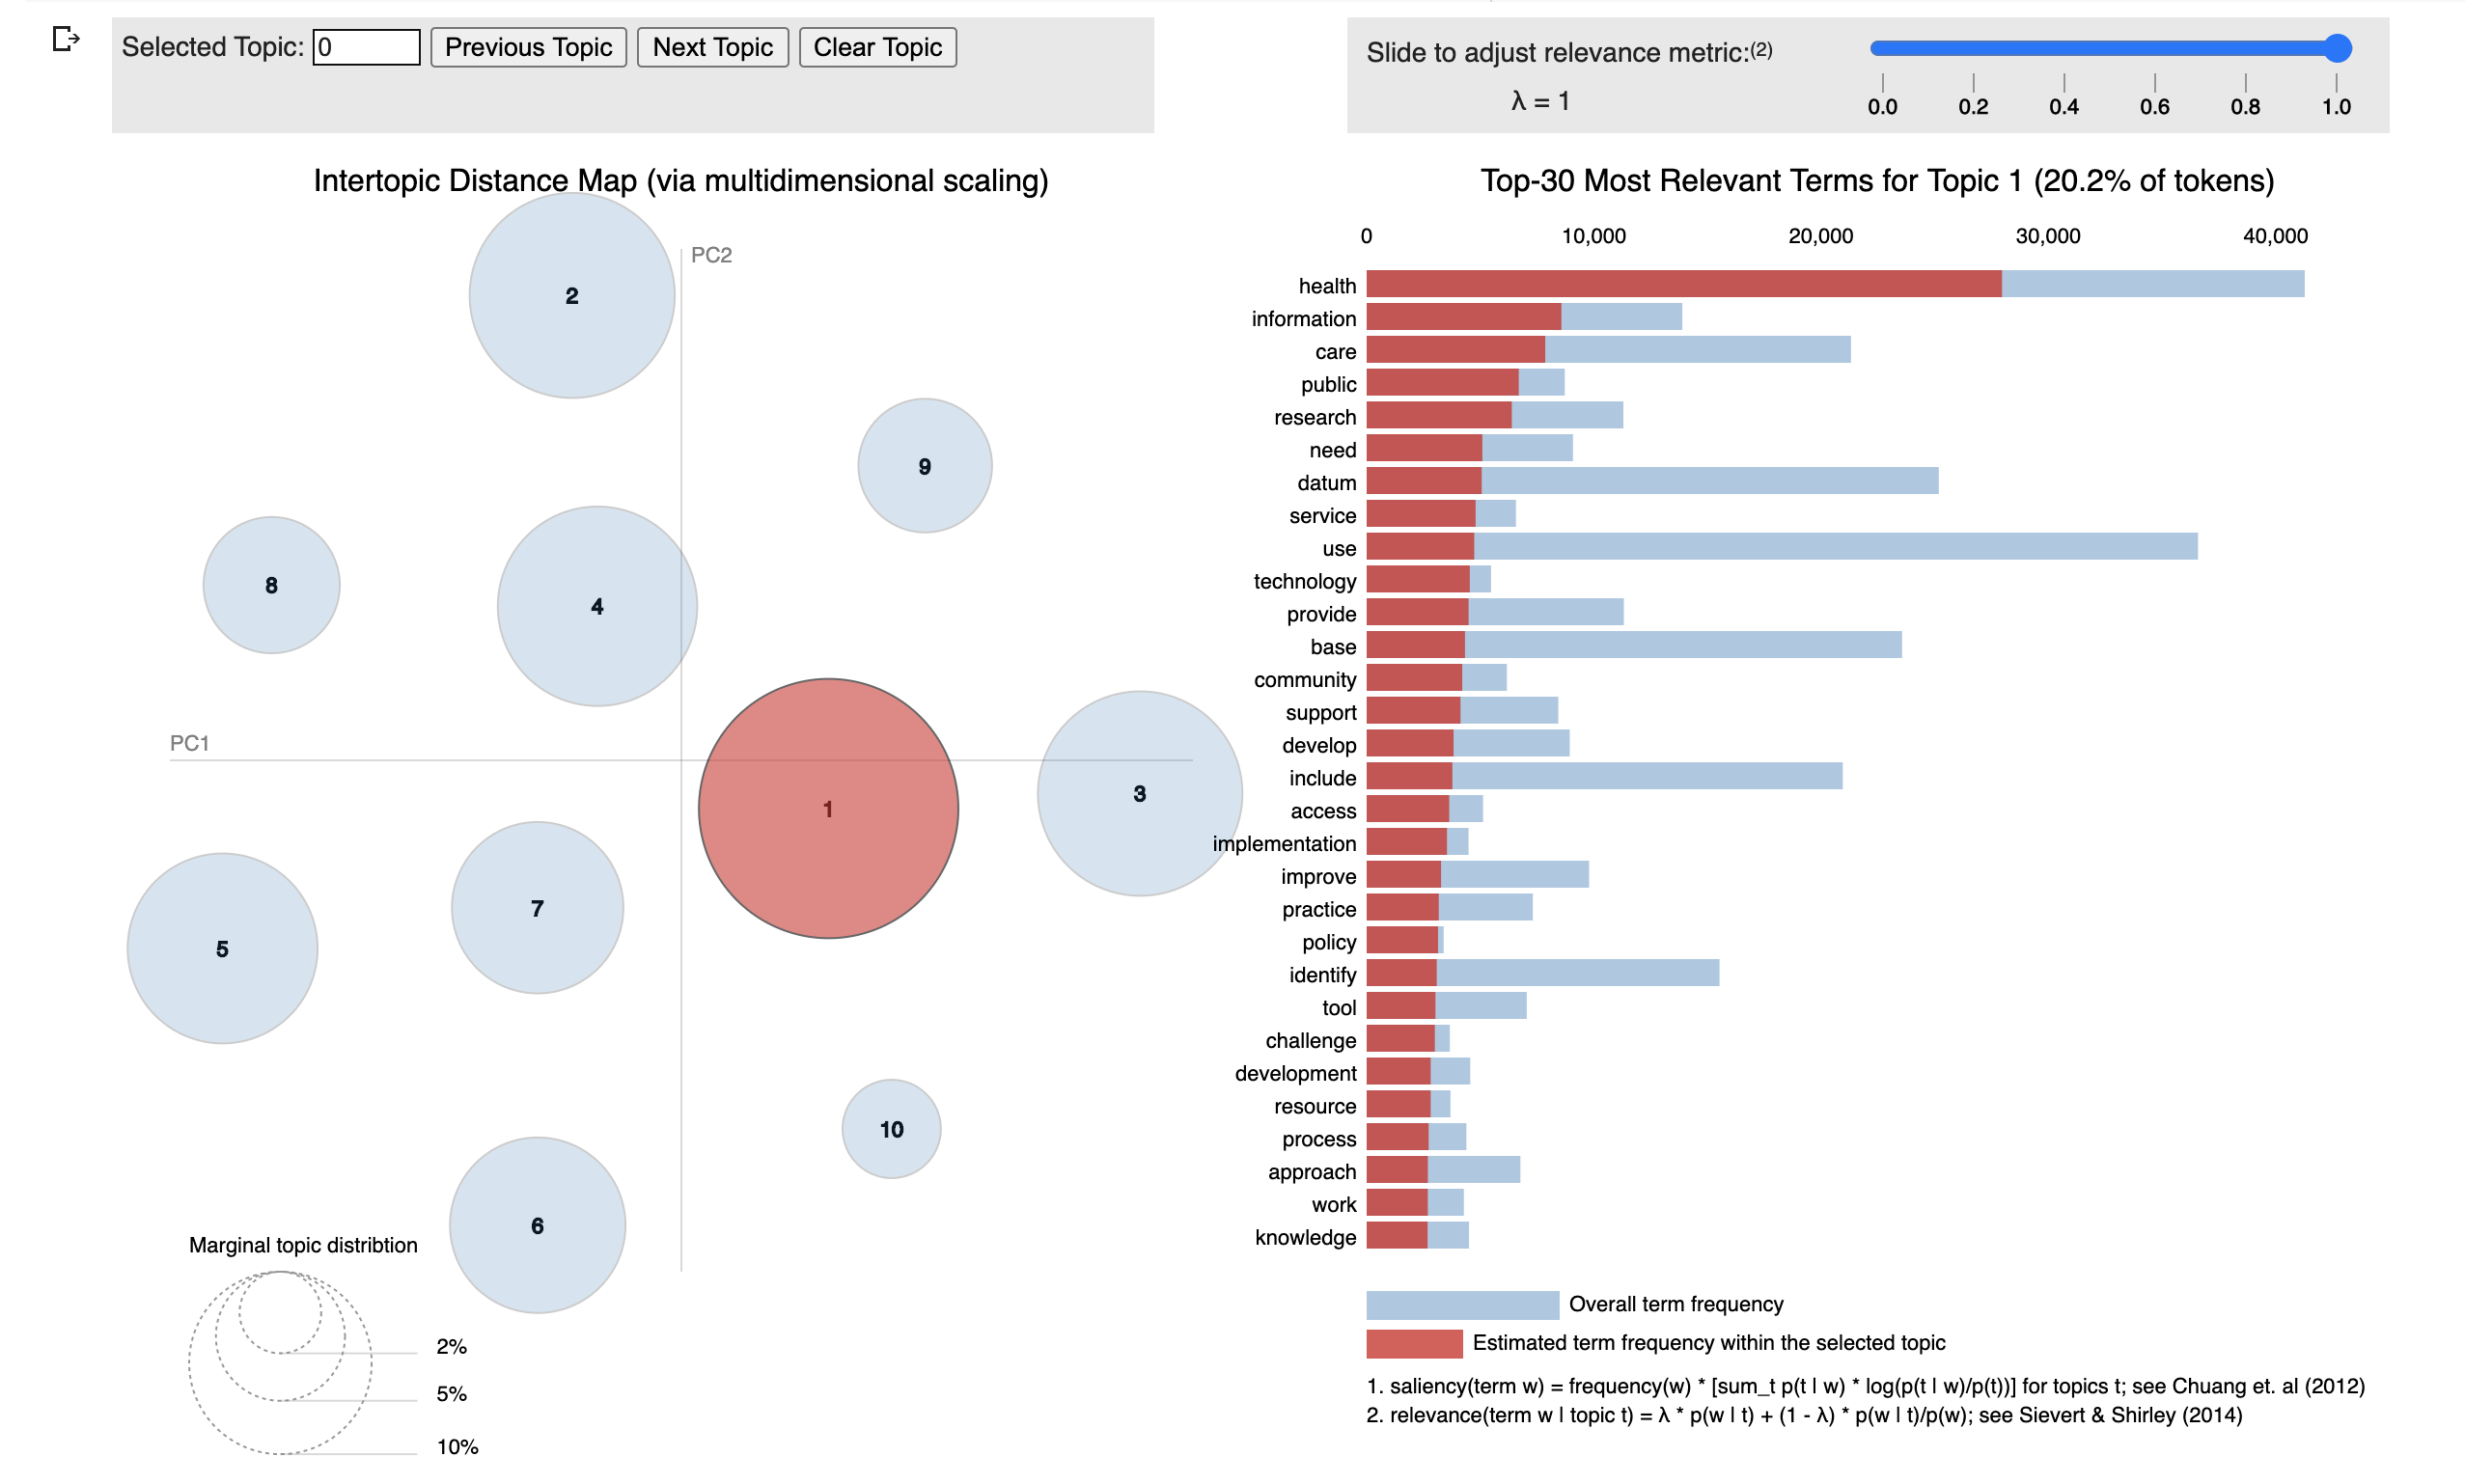 Selected Topic: 0 Previous Topic Next Topic Clear Topic
Slide to adjust relevance metric:(2)
λ = 1
0.0 0.2 0.4 0.6 0.8 1.0
Intertopic Distance Map (via multidimensional scaling)
PC2
PC1
2
9
8
4
1
3
7
5
10
6
Marginal topic distribtion
2%
5%
10%
Top-30 Most Relevant Terms for Topic 1 (20.2% of tokens)
0 10,000 20,000 30,000 40,000
health
information
care
public
research
need
datum
service
use
technology
provide
base
community
support
develop
include
access
implementation
improve
practice
policy
identify
tool
challenge
development
resource
process
approach
work
knowledge
Overall term frequency
Estimated term frequency within the selected topic
1. saliency(term w) = frequency(w) * [sum_t p(t | w) * log(p(t | w)/p(t))] for topics t; see Chuang et. al (2012)
2. relevance(term w | topic t) = λ * p(w | t) + (1 - λ) * p(w | t)/p(w); see Sievert & Shirley (2014)